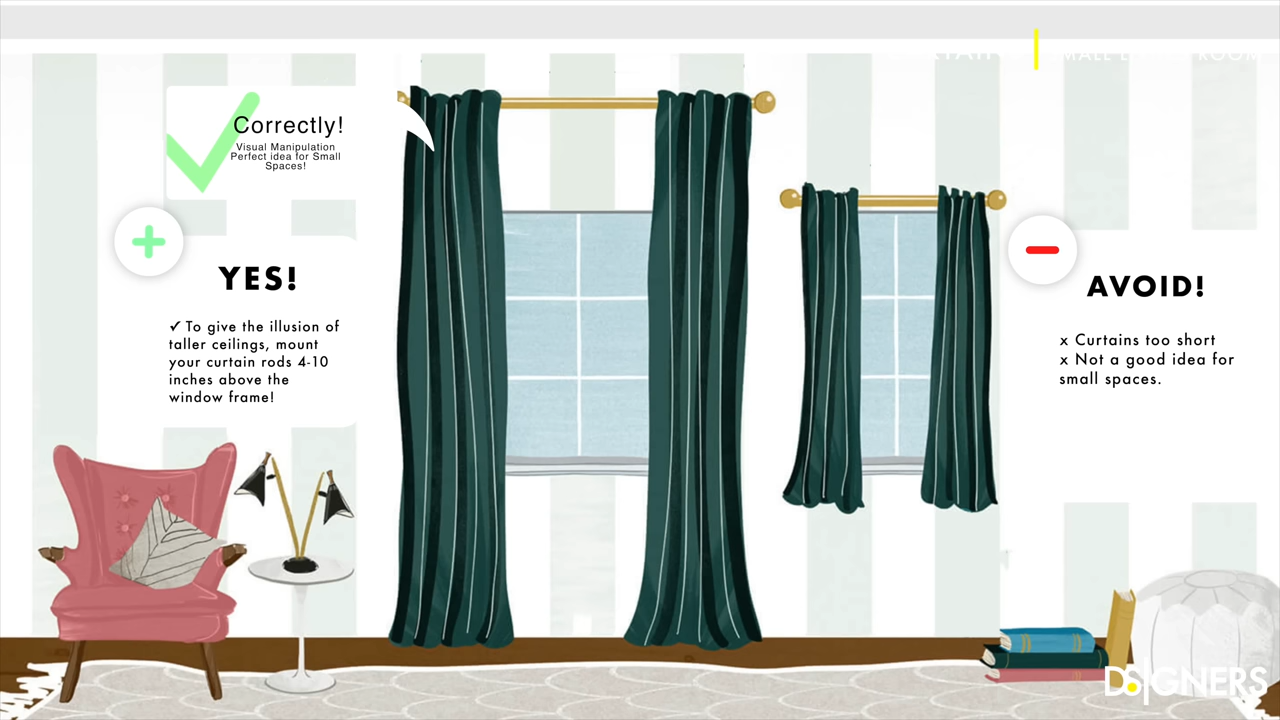 ROOM
Correctly!
Visual Manipulation
Perfect idea for Small
Spaces!
YES!
✓ To give the illusion of
taller ceilings, mount
your curtain rods 4-10
inches above the
window frame!
AVOID!
x Curtains too short
x Not a good idea for
small spaces.
DSIGNERS